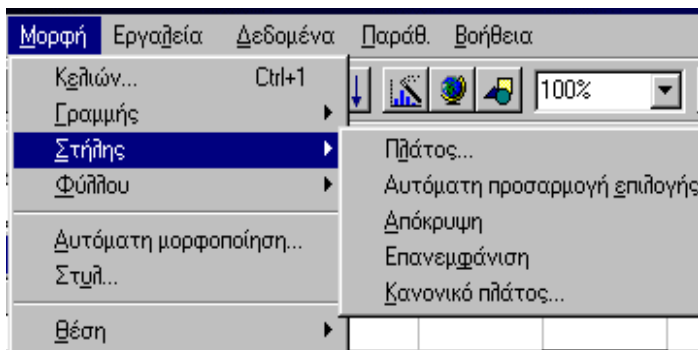 Μορφή Εργαλεία Δεδομένα Παράθ. Βοήθεια
Κελιών... Ctrl+1
Γραμμής
Στήλης
Φύλλου
Αυτόματη μορφοποίηση...
Στυλ...
Θέση
100%
Πλάτος...
Αυτόματη προσαρμογή επιλογής
Απόκρυψη
Επανεμφάνιση
Κανονικό πλάτος...